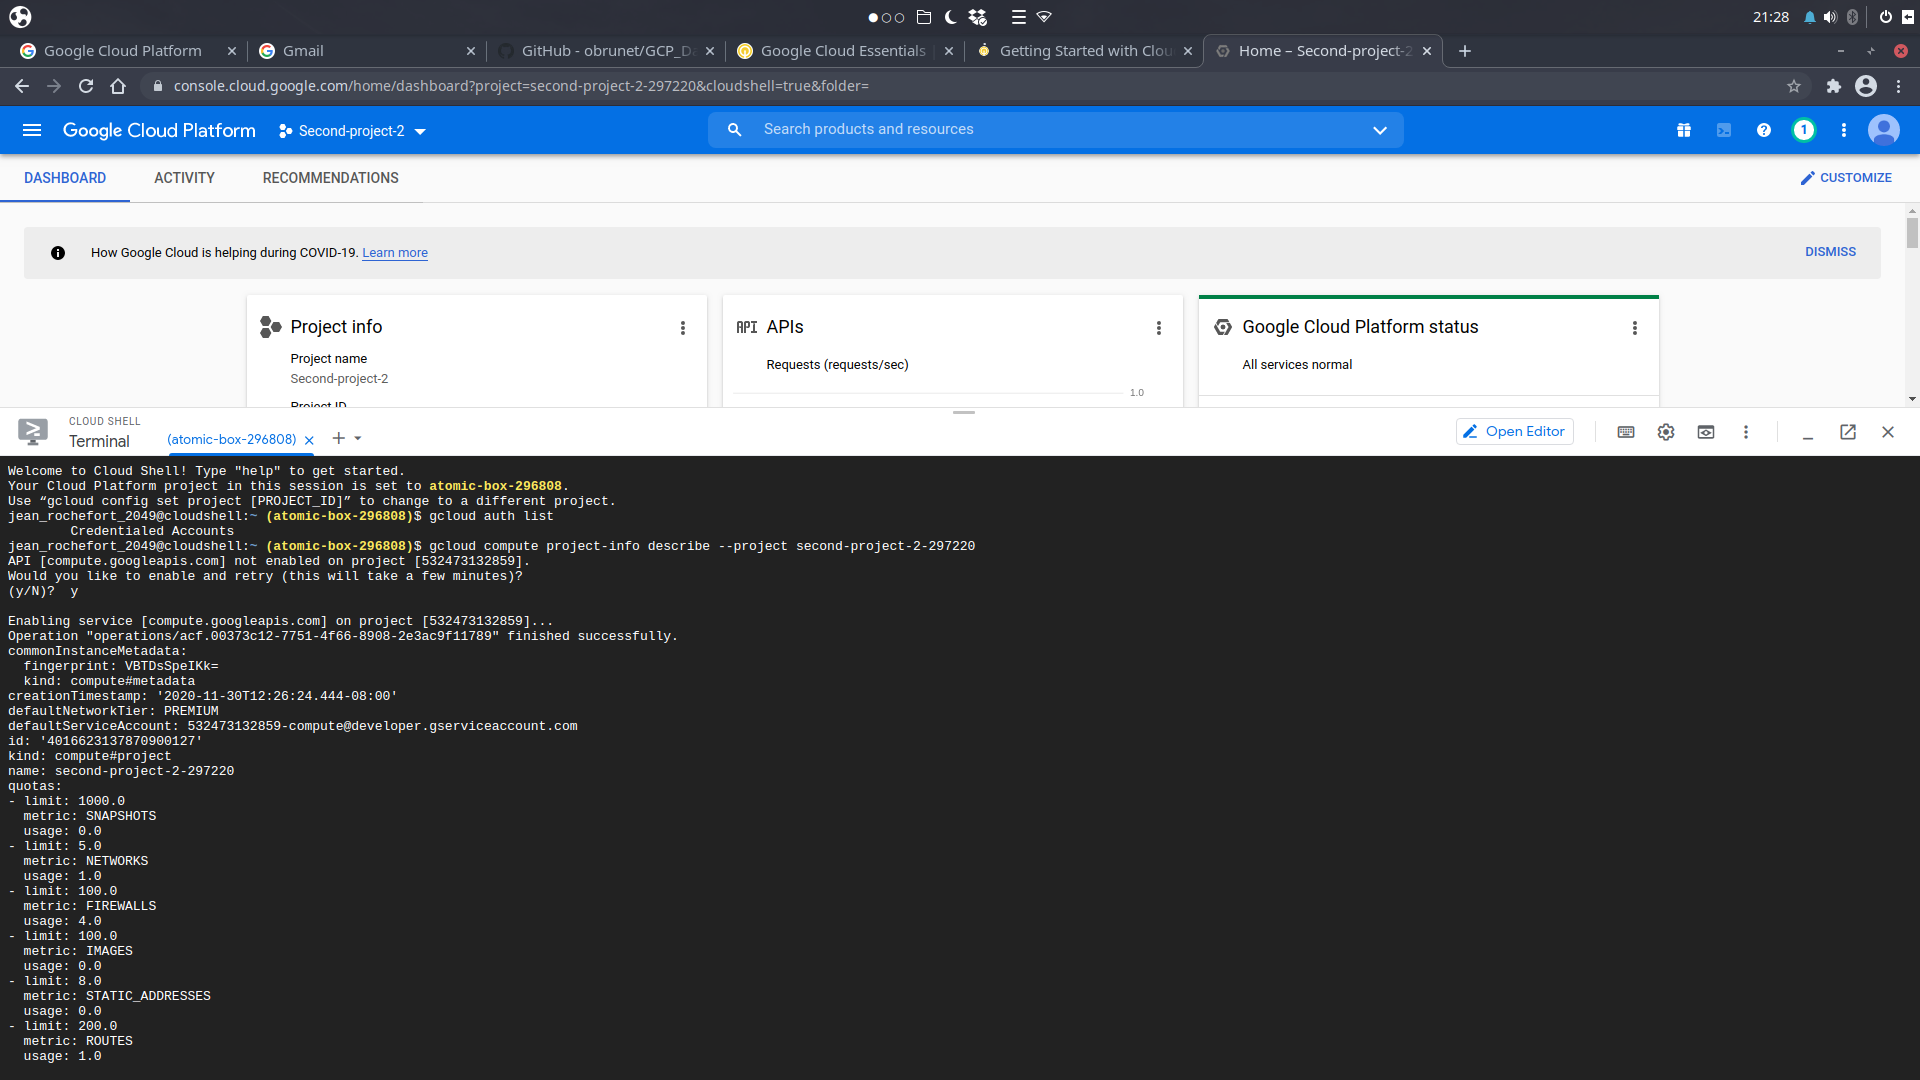 21:28
Google Cloud Platform
Gmail
GitHub - obrunet/GCP_Da
Google Cloud Essentials
Getting Started with Clou
Home – Second-project-2
console.cloud.google.com/home/dashboard?project=second-project-2-297220&cloudshell=true&folder=
Google Cloud Platform
Second-project-2
Search products and resources
1
DASHBOARD
ACTIVITY
RECOMMENDATIONS
CUSTOMIZE
How Google Cloud is helping during COVID-19. Learn more
DISMISS
Project info
Project name
Second-project-2
Project ID
API APIs
Requests (requests/sec)
1.0
Google Cloud Platform status
All services normal
CLOUD SHELL
Terminal
(atomic-box-296808)
Open Editor
Welcome to Cloud Shell! Type "help" to get started.
Your Cloud Platform project in this session is set to atomic-box-296808.
Use “gcloud config set project [PROJECT_ID]” to change to a different project.
jean_rochefort_2049@cloudshell:~ (atomic-box-296808)$ gcloud auth list
Credentialed Accounts
jean_rochefort_2049@cloudshell:~ (atomic-box-296808)$ gcloud compute project-info describe --project second-project-2-297220
API [compute.googleapis.com] not enabled on project [532473132859].
Would you like to enable and retry (this will take a few minutes)?
(y/N)?  y
Enabling service [compute.googleapis.com] on project [532473132859]...
Operation "operations/acf.00373c12-7751-4f66-8908-2e3ac9f11789" finished successfully.
commonInstanceMetadata:
  fingerprint: VBTDsSpeIKk=
  kind: compute#metadata
creationTimestamp: '2020-11-30T12:26:24.444-08:00'
defaultNetworkTier: PREMIUM
defaultServiceAccount: 532473132859-compute@developer.gserviceaccount.com
id: '4016623137870900127'
kind: compute#project
name: second-project-2-297220
quotas:
- limit: 1000.0
  metric: SNAPSHOTS
  usage: 0.0
- limit: 5.0
  metric: NETWORKS
  usage: 1.0
- limit: 100.0
  metric: FIREWALLS
  usage: 4.0
- limit: 100.0
  metric: IMAGES
  usage: 0.0
- limit: 8.0
  metric: STATIC_ADDRESSES
  usage: 0.0
- limit: 200.0
  metric: ROUTES
  usage: 1.0